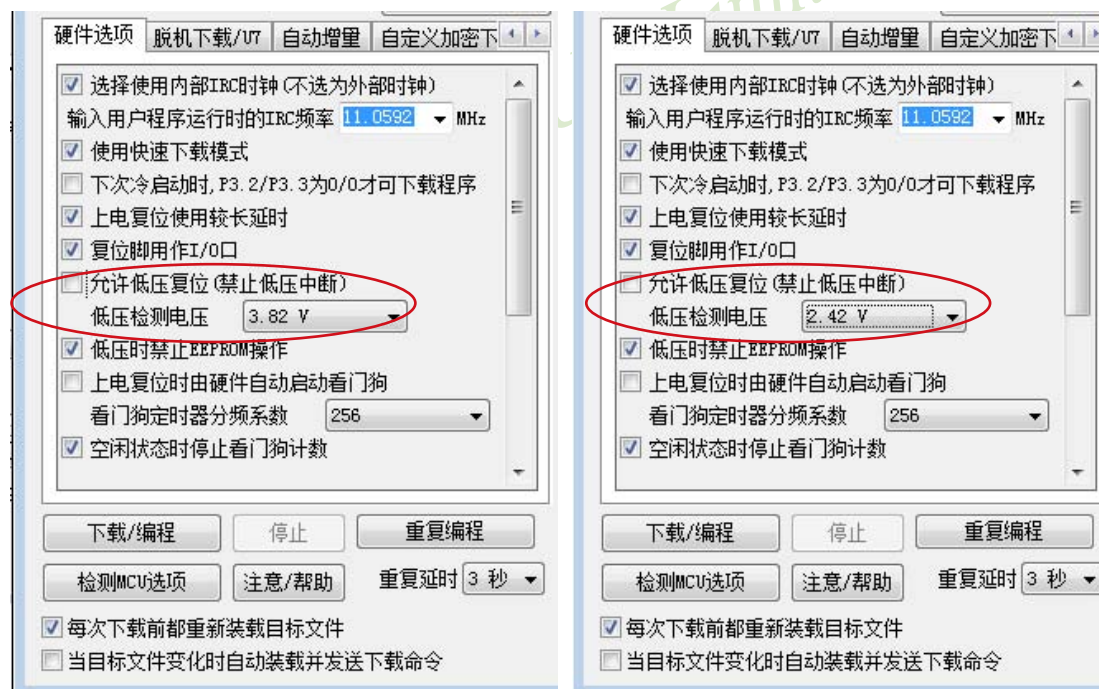 硬件选项 脱机下载/U7 自动增量 自定义加密下
选择使用内部IRC时钟(不选为外部时钟)
输入用户程序运行时的IRC频率 11.0592 MHz
使用快速下载模式
下次冷启动时,P3.2/P3.3为0/0才可下载程序
上电复位使用较长延时
复位脚用作I/O口
允许低压复位(禁止低压中断)
低压检测电压 3.82 V
低压时禁止EEPROM操作
上电复位时由硬件自动启动看门狗
看门狗定时器分频系数 256
空闲状态时停止看门狗计数
下载/编程 停止 重复编程
检测MCU选项 注意/帮助 重复延时 3 秒
每次下载前都重新装载目标文件
当目标文件变化时自动装载并发送下载命令
硬件选项 脱机下载/U7 自动增量 自定义加密下
选择使用内部IRC时钟(不选为外部时钟)
输入用户程序运行时的IRC频率 11.0592 MHz
使用快速下载模式
下次冷启动时,P3.2/P3.3为0/0才可下载程序
上电复位使用较长延时
复位脚用作I/O口
允许低压复位(禁止低压中断)
低压检测电压 2.42 V
低压时禁止EEPROM操作
上电复位时由硬件自动启动看门狗
看门狗定时器分频系数 256
空闲状态时停止看门狗计数
下载/编程 停止 重复编程
检测MCU选项 注意/帮助 重复延时 3 秒
每次下载前都重新装载目标文件
当目标文件变化时自动装载并发送下载命令